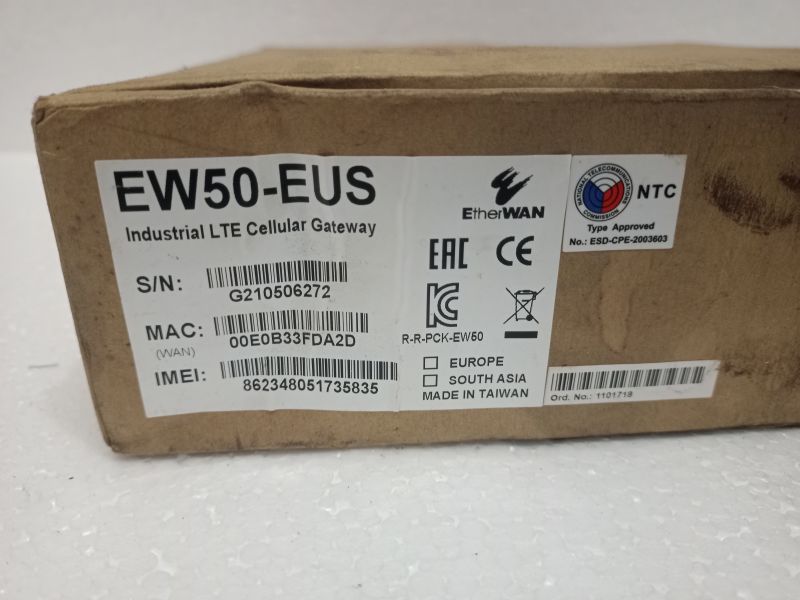 EW50-EUS
Industrial LTE Cellular Gateway
S/N:
G210506272
MAC:
(WAN)
00E0B33FDA2D
IMEI:
862348051735835
EtherWAN
EAC CE
KC
R-R-PCK-EW50
EUROPE
SOUTH ASIA
MADE IN TAIWAN
NATIONAL TELECOMMUNICATIONS
COMMISSION
NTC
Type Approved
No.: ESD-CPE-2003603
Ord. No.: 1101718